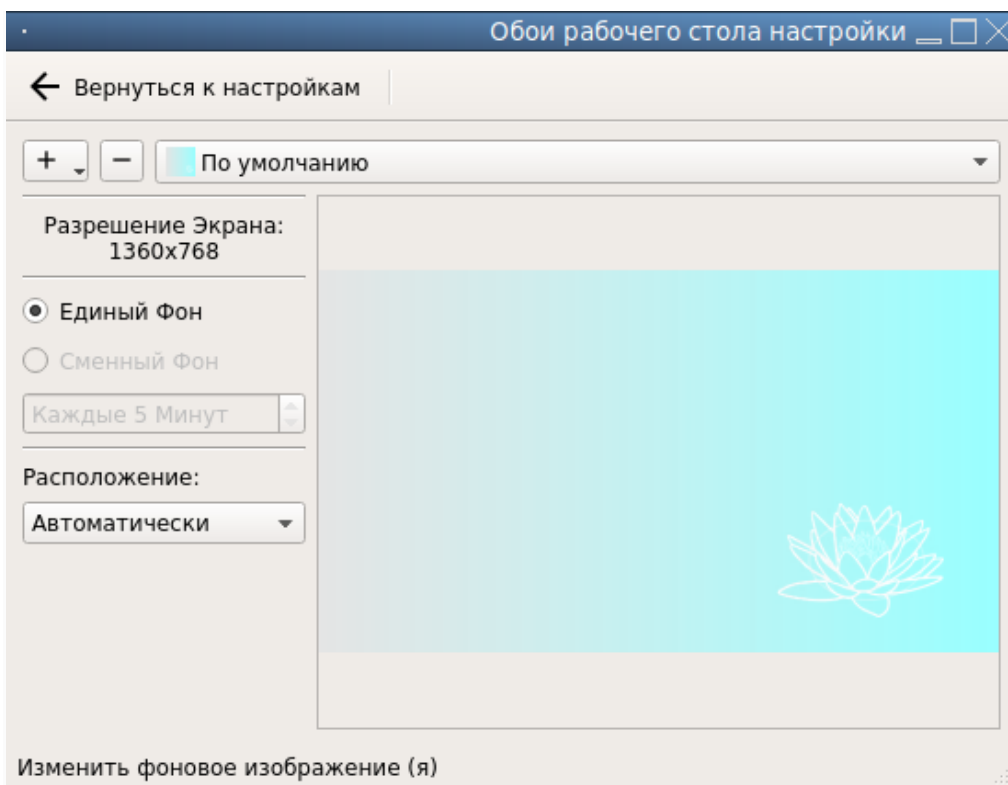 Обои рабочего стола настройки
Вернуться к настройкам
По умолчанию
Разрешение Экрана:
1360x768
Единый Фон
Сменный Фон
Каждые 5 Минут
Расположение:
Автоматически
Изменить фоновое изображение (я)